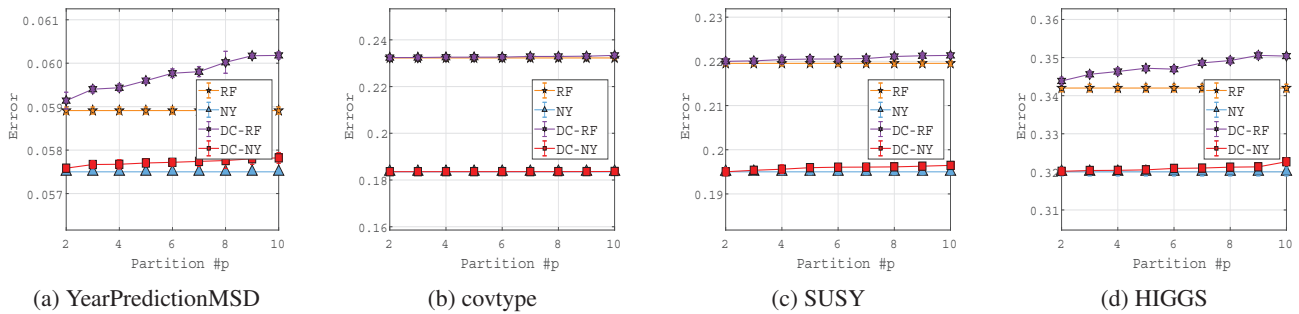 0.061
0.06
0.059
0.058
0.057
Error
2 4 6 8 10
Partition #p
RF
NY
DC-RF
DC-NY
(a) YearPredictionMSD
0.24
0.22
0.2
0.18
0.16
Error
2 4 6 8 10
Partition #p
RF
NY
DC-RF
DC-NY
(b) covtype
0.23
0.22
0.21
0.2
0.19
Error
2 4 6 8 10
Partition #p
RF
NY
DC-RF
DC-NY
(c) SUSY
0.36
0.35
0.34
0.33
0.32
0.31
Error
2 4 6 8 10
Partition #p
RF
NY
DC-RF
DC-NY
(d) HIGGS